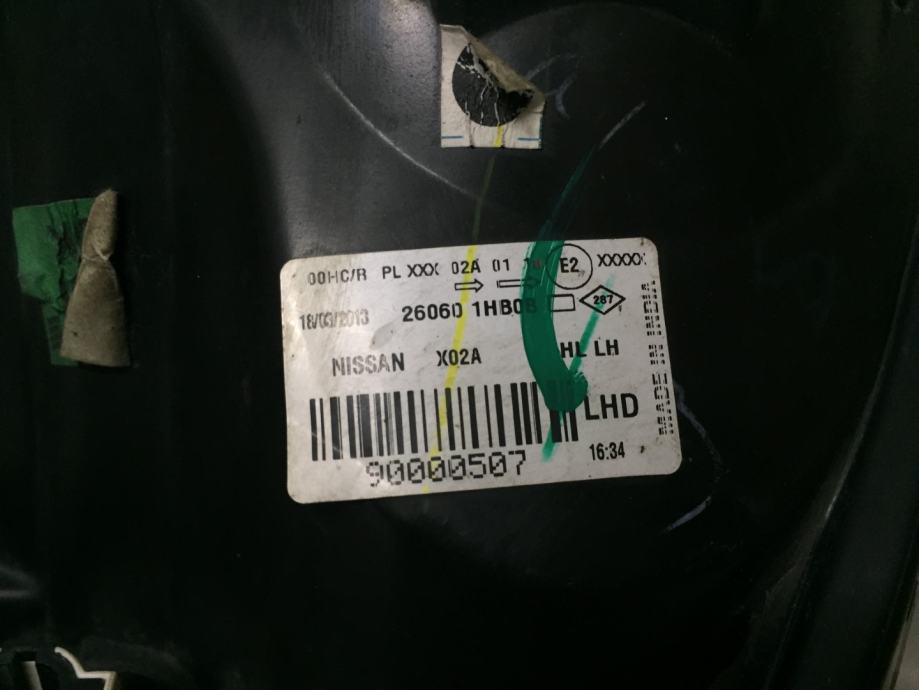 00HC/R PL XXX 02A 01 E2 XXXXX
18/03/2013 26060 1HB0B 287
NISSAN X02A HL LH
LHD
90000507 16:34
MADE IN INDIA